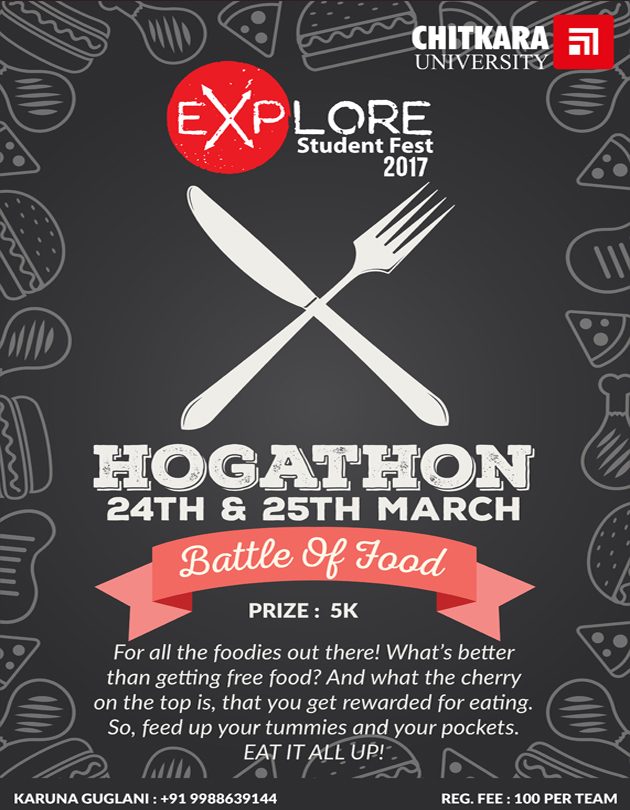 CHITKARA
UNIVERSITY
EXPLORE
Student Fest
2017
HOGATHON
24TH & 25TH MARCH
Battle Of Food
PRIZE : 5K
For all the foodies out there! What's better
than getting free food? And what the cherry
on the top is, that you get rewarded for eating.
So, feed up your tummies and your pockets.
EAT IT ALL UP!
KARUNA GUGLANI : +91 9988639144
REG. FEE : 100 PER TEAM